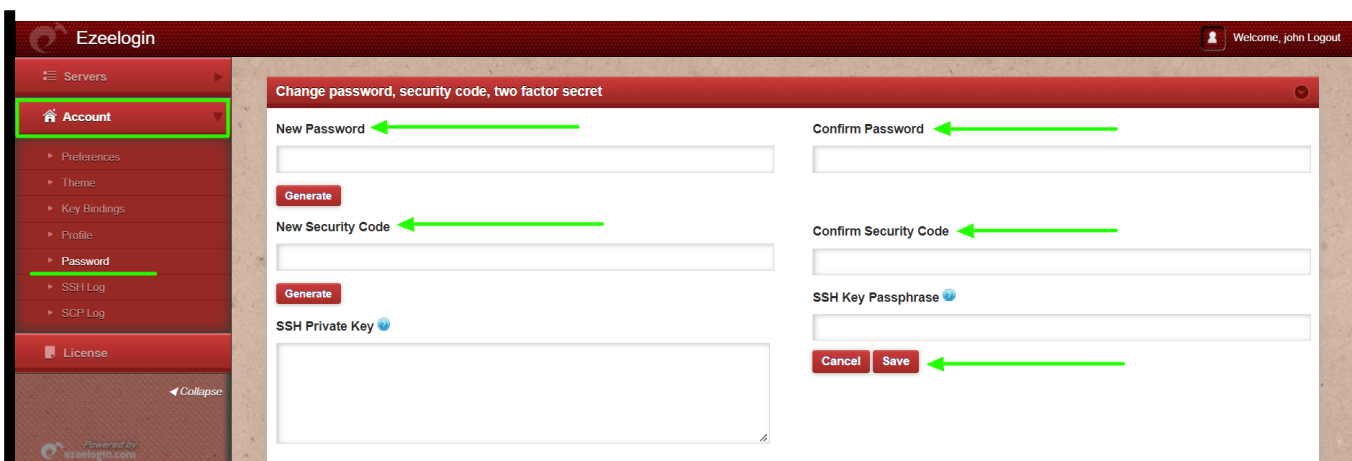 Ezeelogin
Welcome, john Logout
Servers
Account
Preferences
Theme
Key Bindings
Profile
Password
SSH Log
SCP Log
License
Collapse
Powered by
ezeelogin.com
Change password, security code, two factor secret
New Password
Confirm Password
Generate
New Security Code
Confirm Security Code
Generate
SSH Key Passphrase
SSH Private Key
Cancel Save